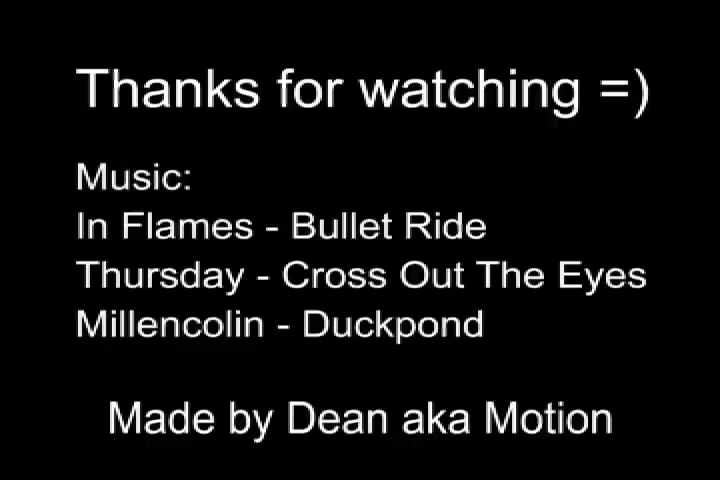 Thanks for watching =)
Music:
In Flames - Bullet Ride
Thursday - Cross Out The Eyes
Millencolin - Duckpond
Made by Dean aka Motion